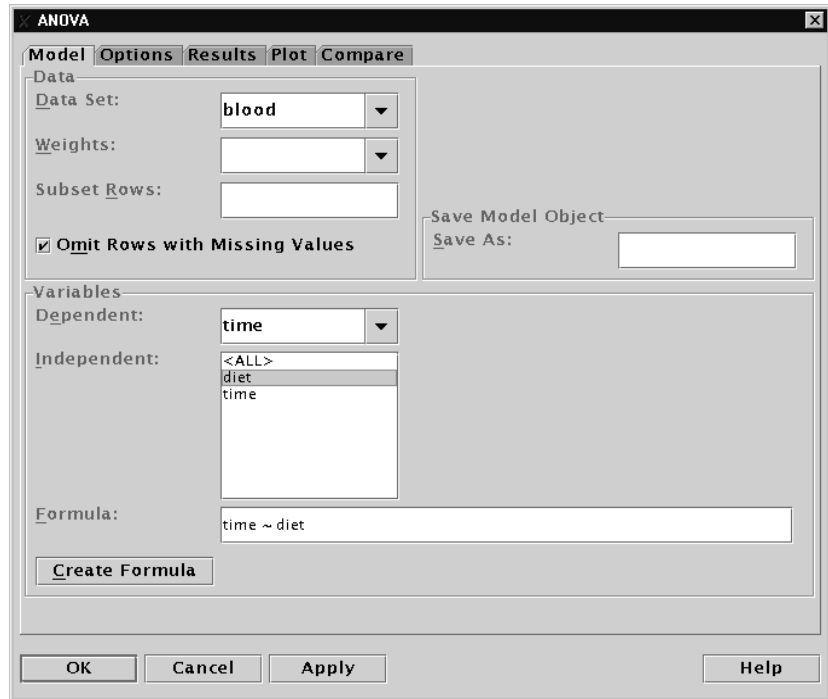 ANOVA
Model Options Results Plot Compare
Data
Data Set:
blood
Weights:
Subset Rows:
Omit Rows with Missing Values
Save Model Object
Save As:
Variables
Dependent:
time
Independent:
<ALL>
diet
time
Formula:
time ~ diet
Create Formula
OK Cancel Apply Help